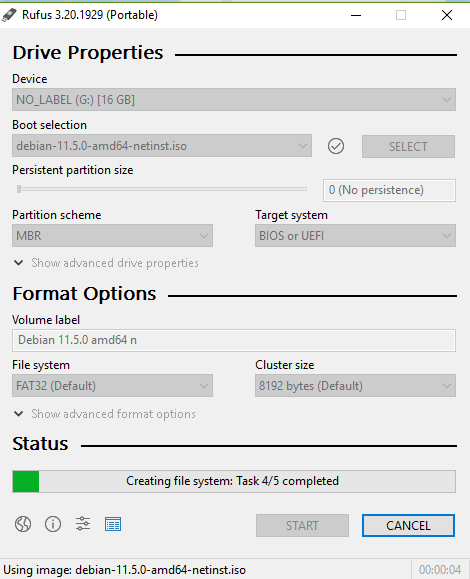 Rufus 3.20.1929 (Portable)
Drive Properties
Device
NO_LABEL (G:) [16 GB]
Boot selection
debian-11.5.0-amd64-netinst.iso
SELECT
Persistent partition size
0 (No persistence)
Partition scheme
Target system
MBR
BIOS or UEFI
Show advanced drive properties
Format Options
Volume label
Debian 11.5.0 amd64 n
File system
Cluster size
FAT32 (Default)
8192 bytes (Default)
Show advanced format options
Status
Creating file system: Task 4/5 completed
START
CANCEL
Using image: debian-11.5.0-amd64-netinst.iso
00:00:04